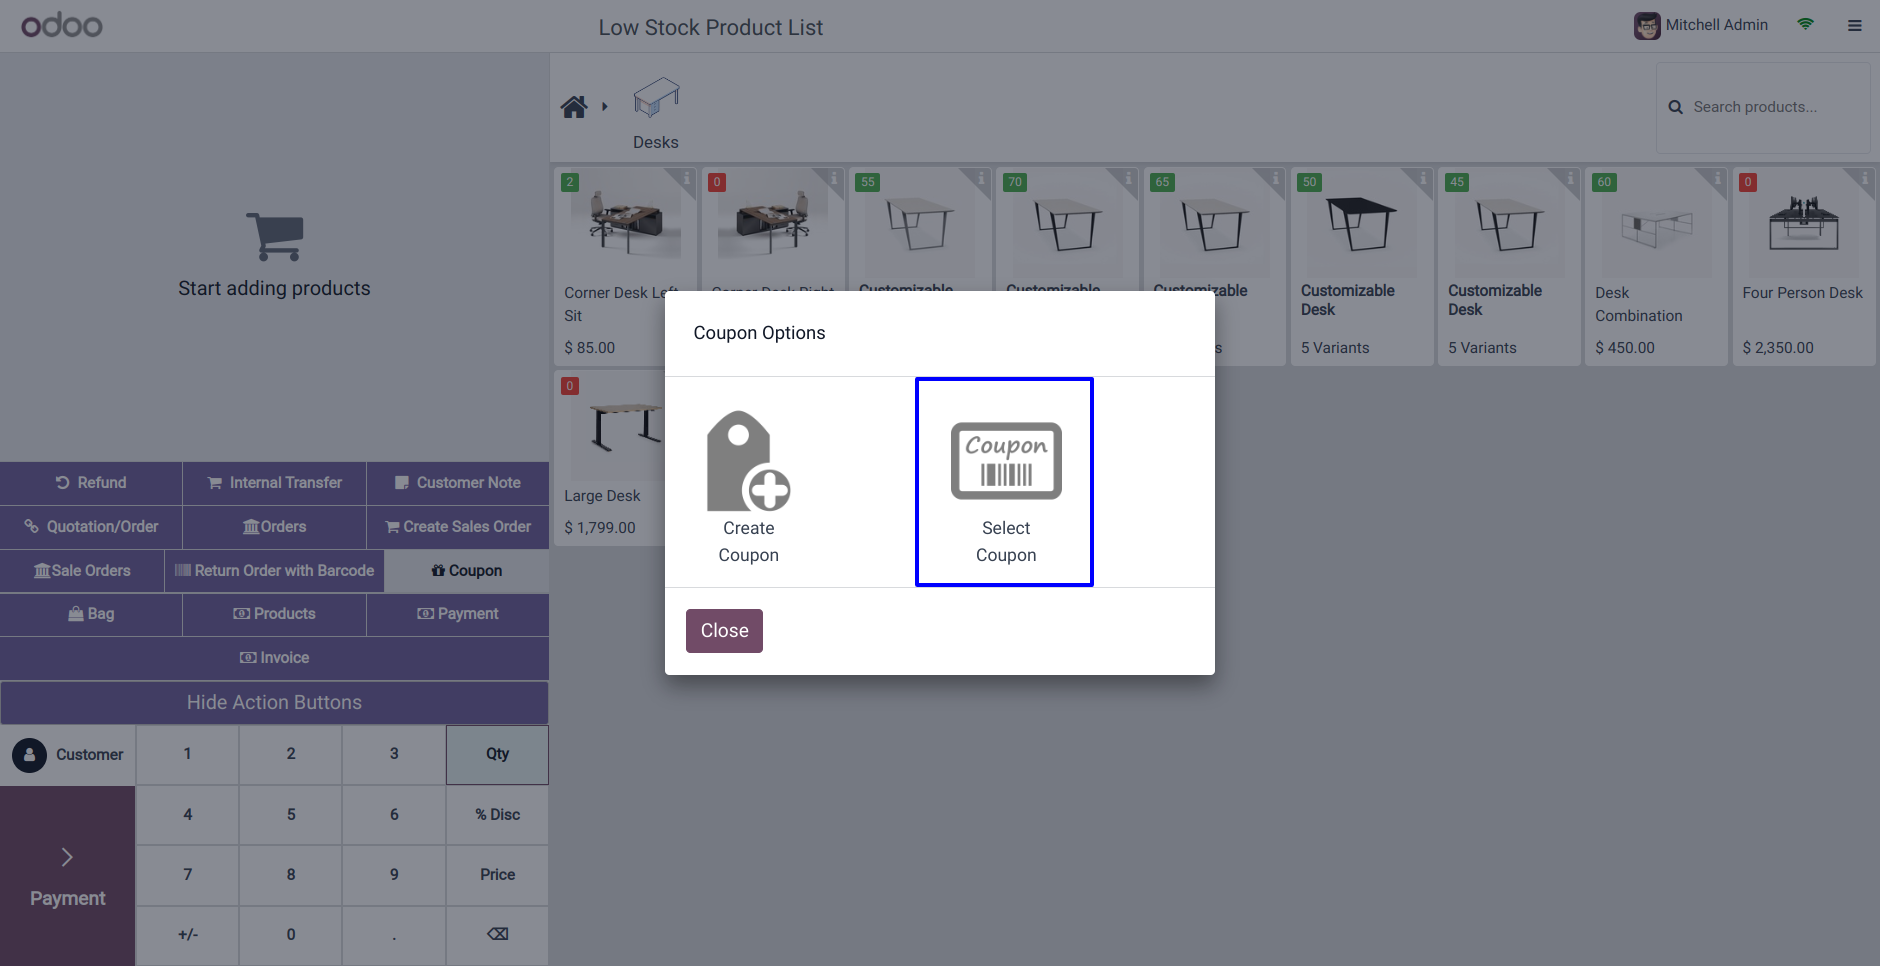 odoo
Low Stock Product List
Mitchell Admin
Desks
Search products...
Start adding products
2
0
55
70
65
50
45
60
0
Corner Desk Left
Sit
$ 85.00
Corner Desk Right
Customizable
Customizable
Customizable
Customizable
Desk
5 Variants
Customizable
Desk
5 Variants
Desk
Combination
$ 450.00
Four Person Desk
$ 2,350.00
0
Large Desk
$ 1,799.00
Coupon Options
Coupon
Create
Coupon
Select
Coupon
Close
Refund
Internal Transfer
Customer Note
Quotation/Order
Orders
Create Sales Order
Sale Orders
Return Order with Barcode
Coupon
Bag
Products
Payment
Invoice
Hide Action Buttons
Customer
1
2
3
Qty
4
5
6
% Disc
7
8
9
Price
Payment
+/-
0
.